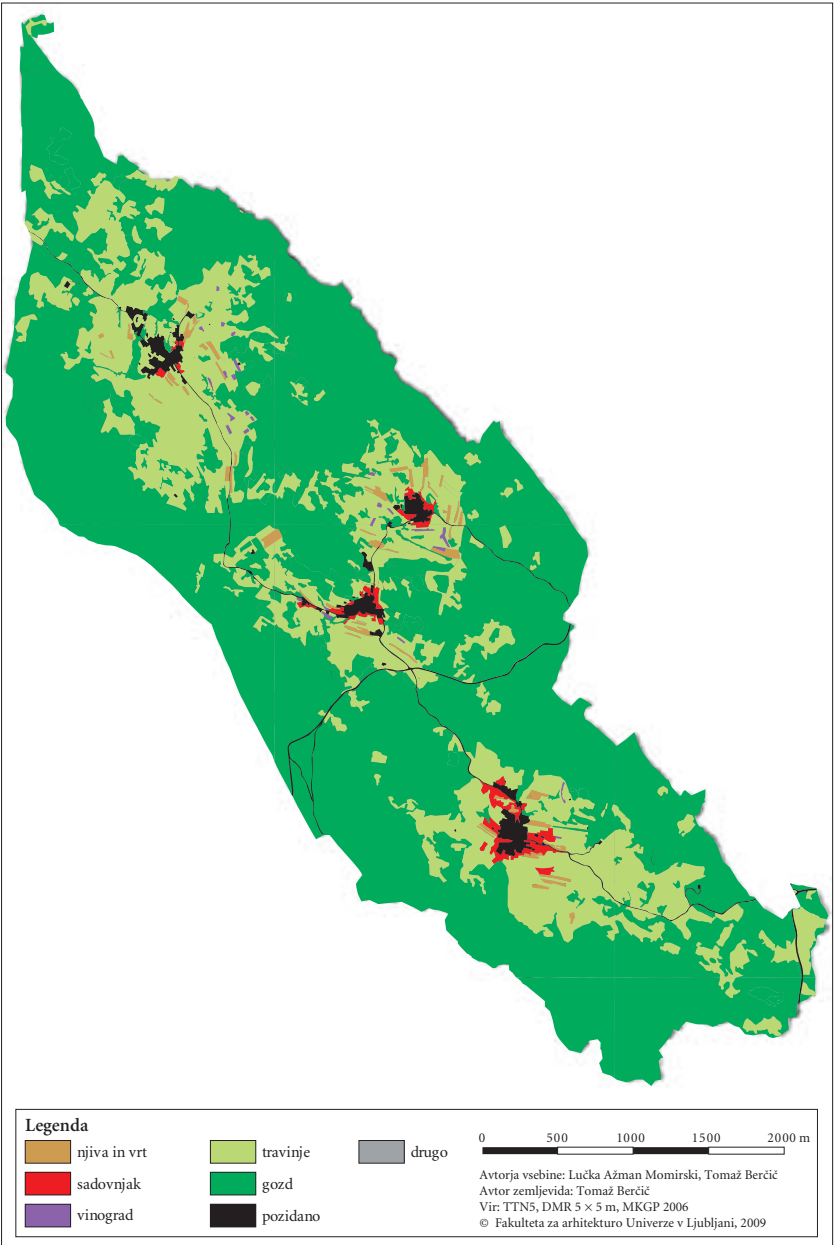 Legenda
njiva in vrt
sadovnjak
vinograd
travinje
gozd
pozidano
drugo
0 500 1000 1500 2000 m
Avtorja vsebine: Lučka Ažman Momirski, Tomaž Berčič
Avtor zemljevida: Tomaž Berčič
Vir: TTN5, DMR 5 × 5 m, MKGP 2006
© Fakulteta za arhitekturo Univerze v Ljubljani, 2009